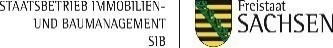 STAATSBETRIEB IMMOBILIEN-
UND BAUMANAGEMENT
SIB
Freistaat
SACHSEN